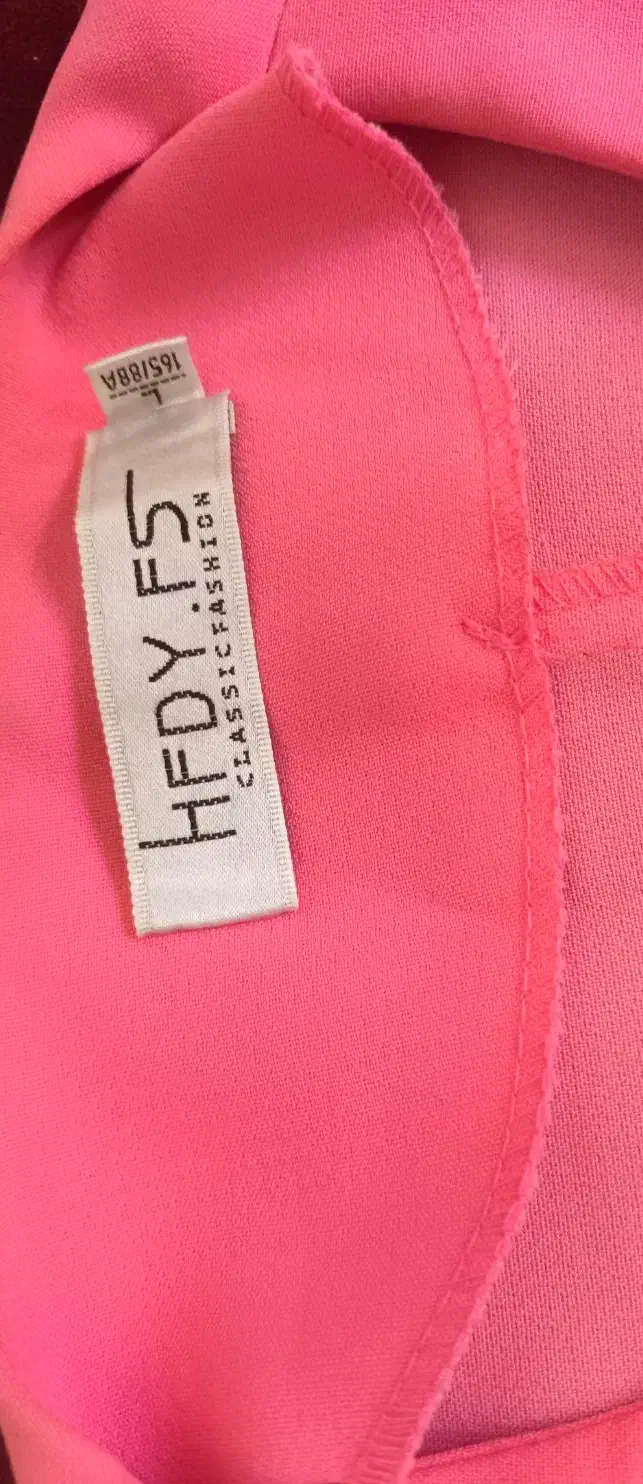 HFDY.FS
CLASSICFASHION
L
165/88A